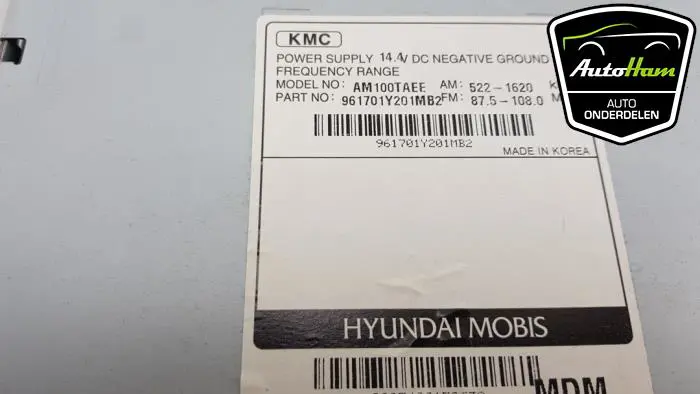 KMC
POWER SUPPLY 14.4V DC NEGATIVE GROUND
FREQUENCY RANGE
MODEL NO: AM100TAEE AM: 522-1620
PART NO: 961701Y201MB2 FM: 87.5-108.0
961701Y201MB2
MADE IN KOREA
HYUNDAI MOBIS
MDM
AutoHam
AUTO
ONDERDELEN